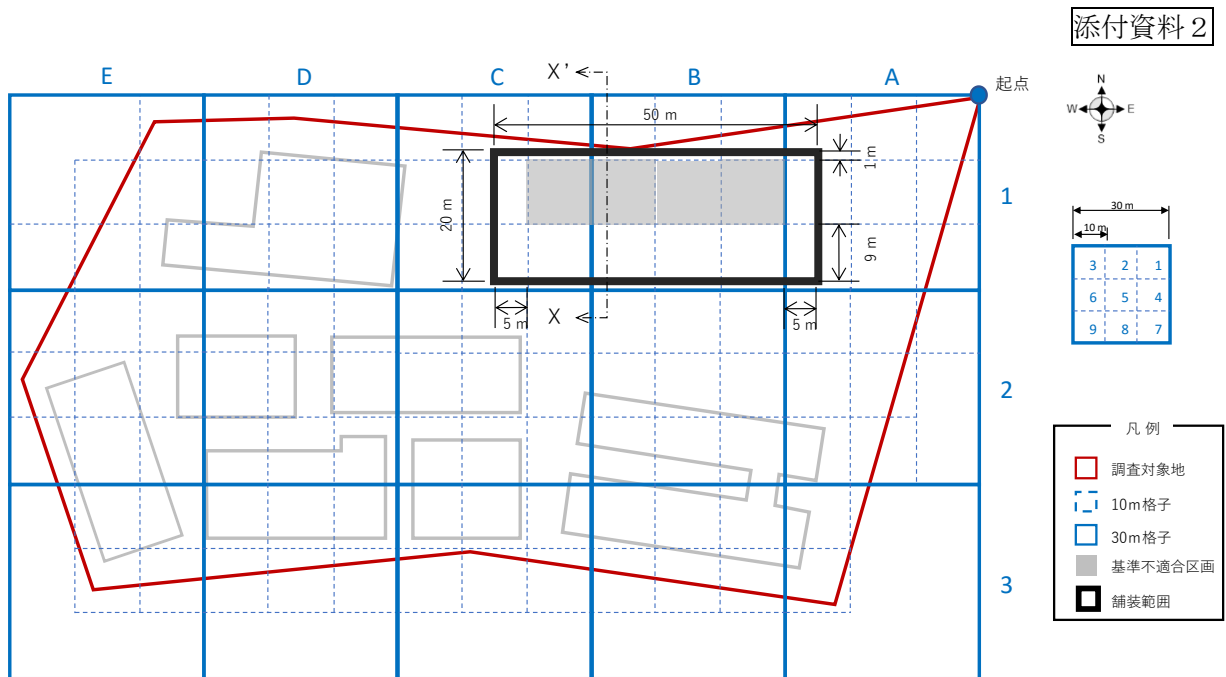 添付資料２
E
D
C
X'
B
A
起点
N
W
E
S
50 m
1 m
20 m
1
9 m
30 m
10 m
3 2 1
6 5 4
9 8 7
X
5 m
5 m
2
凡 例
調査対象地
10m格子
30m格子
基準不適合区画
舗装範囲
3